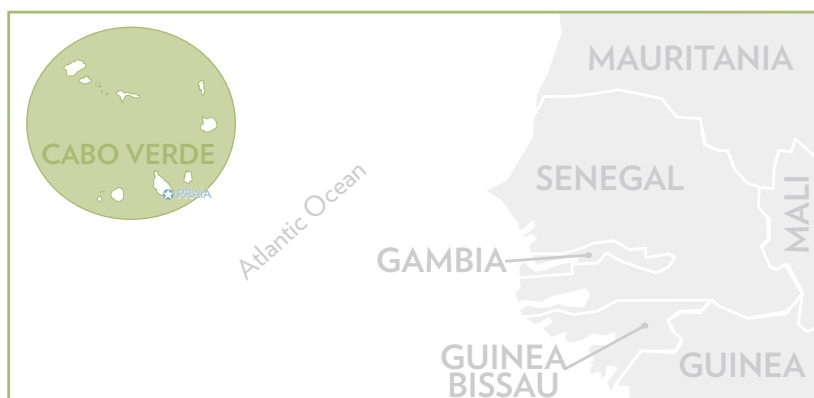 MAURITANIA
CABO VERDE
PRAIA
SENEGAL
Atlantic Ocean
MALI
GAMBIA
GUINEA
BISSAU
GUINEA